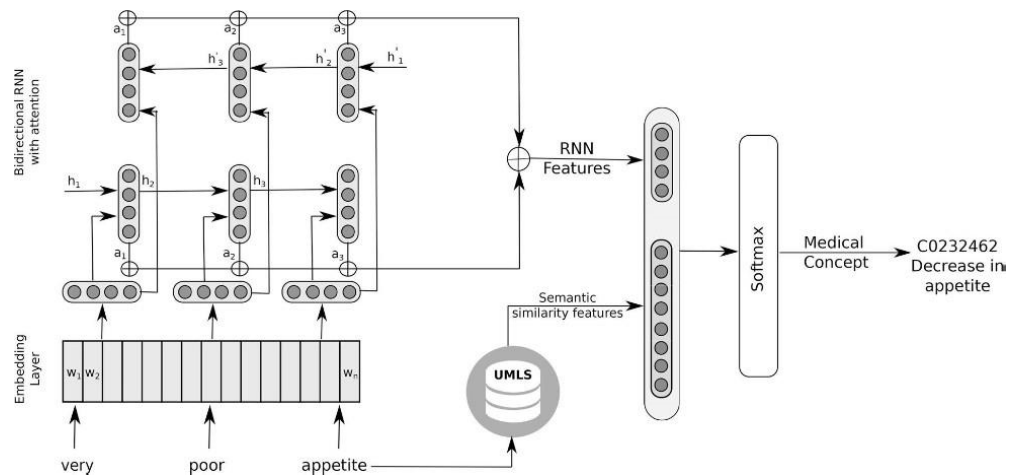 a1 a2 a3
h'3 h'2 h'1
Bidirectional RNN
with attention
RNN
Features
h1 h2 h3
a1 a2 a3
Softmax
Medical
Concept
C0232462
Decrease in
appetite
Semantic
similarity features
Embedding
Layer
w1 w2 wn
UMLS
very poor appetite